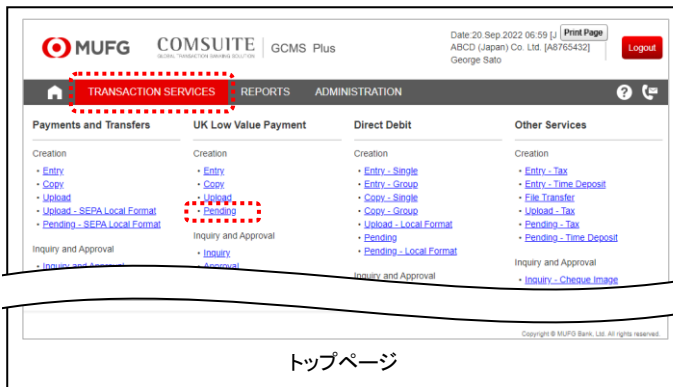 MUFG COMSUITE GCMS Plus
GLOBAL TRANSACTION BANKING SOLUTION
Date:20 Sep 2022 06:59 [J
Print Page
ABCD (Japan) Co. Ltd. [A8765432]
George Sato
Logout
TRANSACTION SERVICES REPORTS ADMINISTRATION
Payments and Transfers
Creation
• Entry
• Copy
• Upload
• Upload - SEPA Local Format
• Pending - SEPA Local Format
Inquiry and Approval
• Inquiry and Approval
UK Low Value Payment
Creation
• Entry
• Copy
• Upload
• Pending
Inquiry and Approval
• Inquiry
• Approval
Direct Debit
Creation
• Entry - Single
• Entry - Group
• Copy - Single
• Copy - Group
• Upload - Local Format
• Pending
• Pending - Local Format
Inquiry and Approval
Other Services
Creation
• Entry - Tax
• Entry - Time Deposit
• File Transfer
• Upload - Tax
• Pending - Tax
• Pending - Time Deposit
Inquiry and Approval
• Inquiry - Cheque Image
Copyright © MUFG Bank, Ltd. All rights reserved.
トップページ